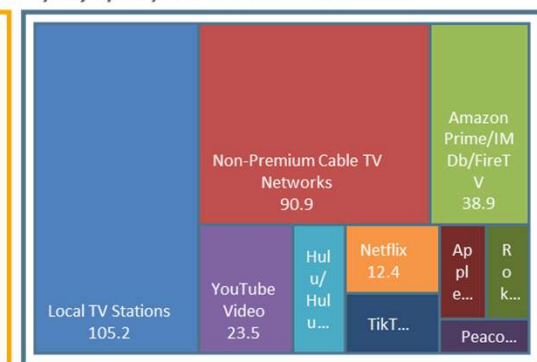 Local TV Stations
105.2
Non-Premium Cable TV
Networks
90.9
Amazon
Prime/IM
Db/FireT
V
38.9
YouTube
Video
23.5
Hul
u/
Hul
u...
Netflix
12.4
TikT...
Ap
pl
e...
R
o
k...
Peaco...